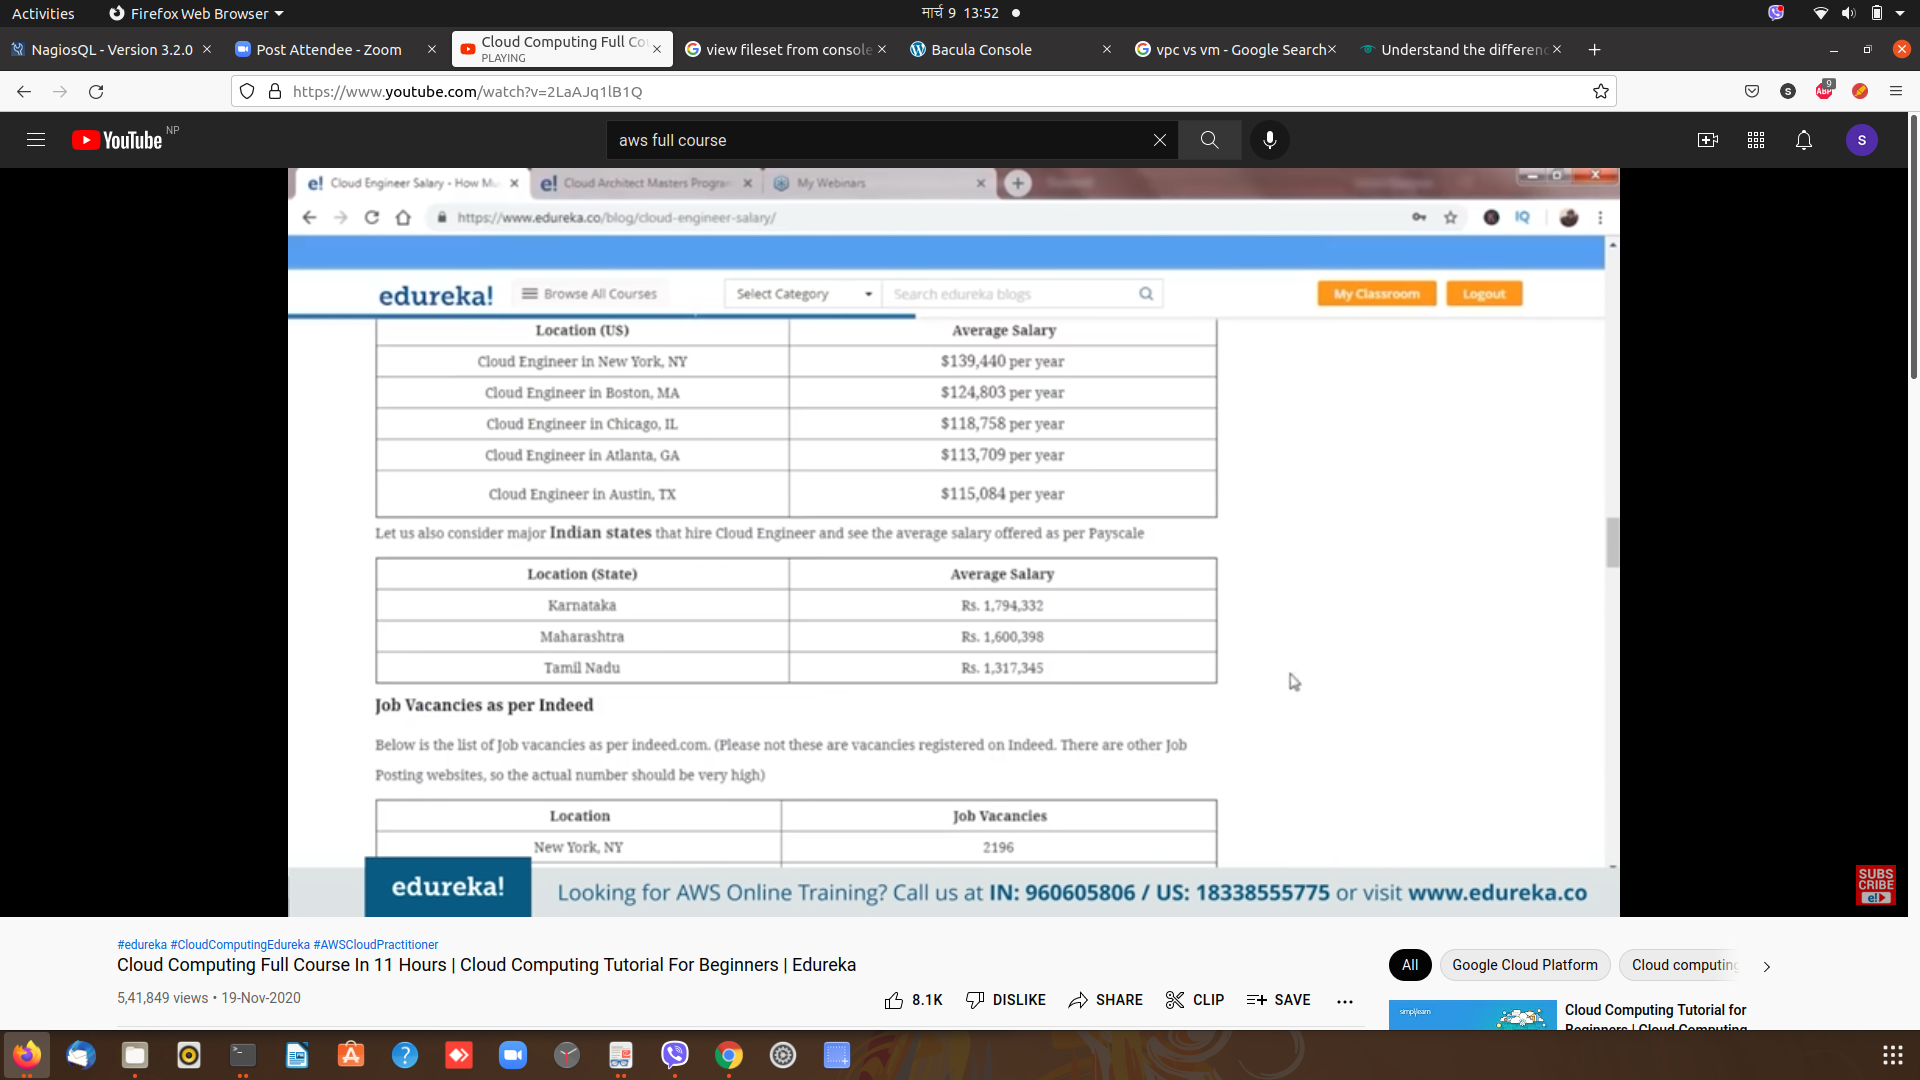 Activities Firefox Web Browser मार्च 9 13:52
NagiosQL - Version 3.2.0 Post Attendee - Zoom Cloud Computing Full Co view fileset from console Bacula Console vpc vs vm - Google Search Understand the differenc
PLAYING
https://www.youtube.com/watch?v=2LaAJq1lB1Q 9
YouTube NP aws full course S
Cloud Engineer Salary - How Mu Cloud Architect Masters Program My Webinars
https://www.edureka.co/blog/cloud-engineer-salary/ IQ
edureka! Browse All Courses Select Category Search edureka blogs My Classroom Logout
Location (US) Average Salary
Cloud Engineer in New York, NY $139,440 per year
Cloud Engineer in Boston, MA $124,803 per year
Cloud Engineer in Chicago, IL $118,758 per year
Cloud Engineer in Atlanta, GA $113,709 per year
Cloud Engineer in Austin, TX $115,084 per year
Let us also consider major Indian states that hire Cloud Engineer and see the average salary offered as per Payscale
Location (State) Average Salary
Karnataka Rs. 1,794,332
Maharashtra Rs. 1,600,398
Tamil Nadu Rs. 1,317,345
Job Vacancies as per Indeed
Below is the list of Job vacancies as per indeed.com. (Please not these are vacancies registered on Indeed. There are other Job
Posting websites, so the actual number should be very high)
Location Job Vacancies
New York, NY 2196
edureka! Looking for AWS Online Training? Call us at IN: 960605806 / US: 18338555775 or visit www.edureka.co
SUBS
CRIBE
e!
#edureka #CloudComputingEdureka #AWSCloudPractitioner
Cloud Computing Full Course In 11 Hours | Cloud Computing Tutorial For Beginners | Edureka
5,41,849 views • 19-Nov-2020
8.1K DISLIKE SHARE CLIP SAVE
All Google Cloud Platform Cloud computing
simplilearn Cloud Computing Tutorial for
Beginners | Cloud Computing